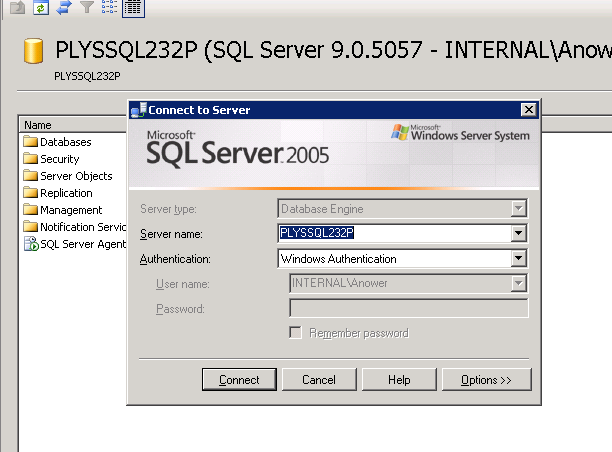 PLYSSQL232P (SQL Server 9.0.5057 - INTERNAL\Anow
PLYSSQL232P
Connect to Server
Microsoft
SQL Server 2005
Microsoft
Windows Server System
Name
Databases
Security
Server Objects
Replication
Management
Notification Servic
SQL Server Agent
Server type:
Database Engine
Server name:
PLYSSQL232P
Authentication:
Windows Authentication
User name:
INTERNAL\Anower
Password:
Remember password
Connect
Cancel
Help
Options >>